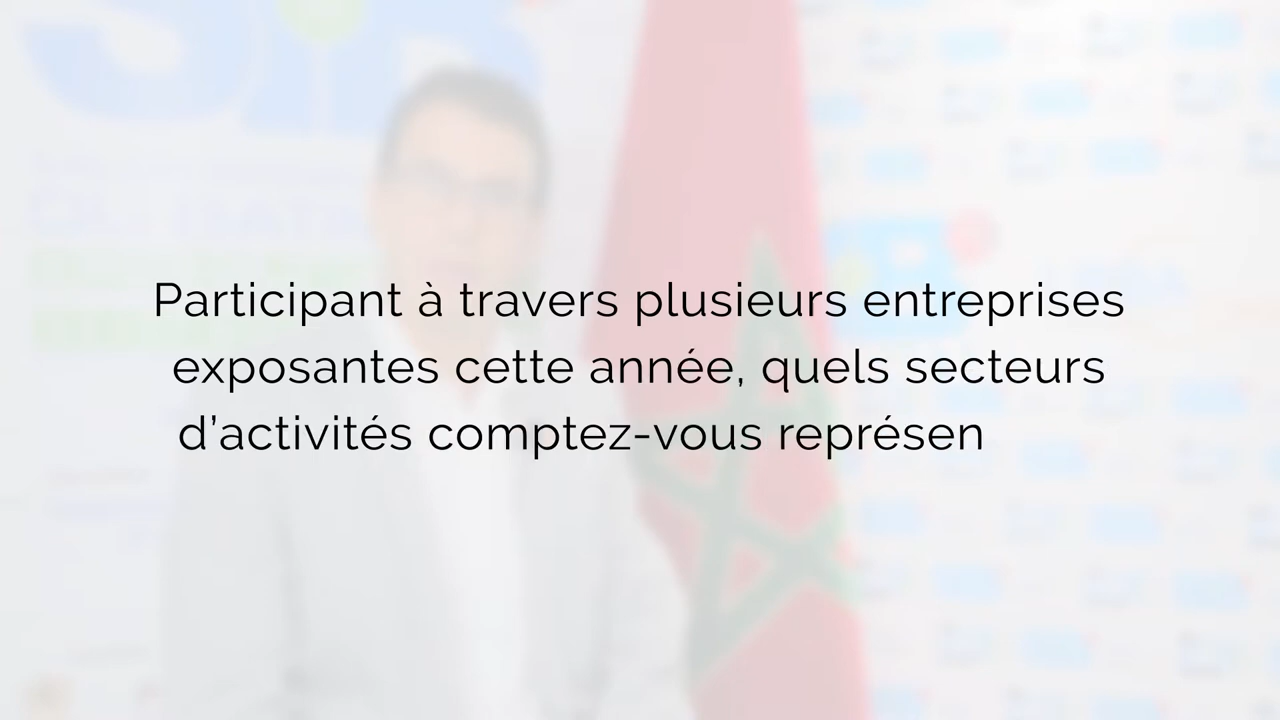 Participant à travers plusieurs entreprises
exposantes cette année, quels secteurs
d’activités comptez-vous représen